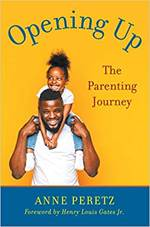 Opening Up
The Parenting
Journey
ANNE PERETZ
Foreword by Henry Louis Gates Jr.